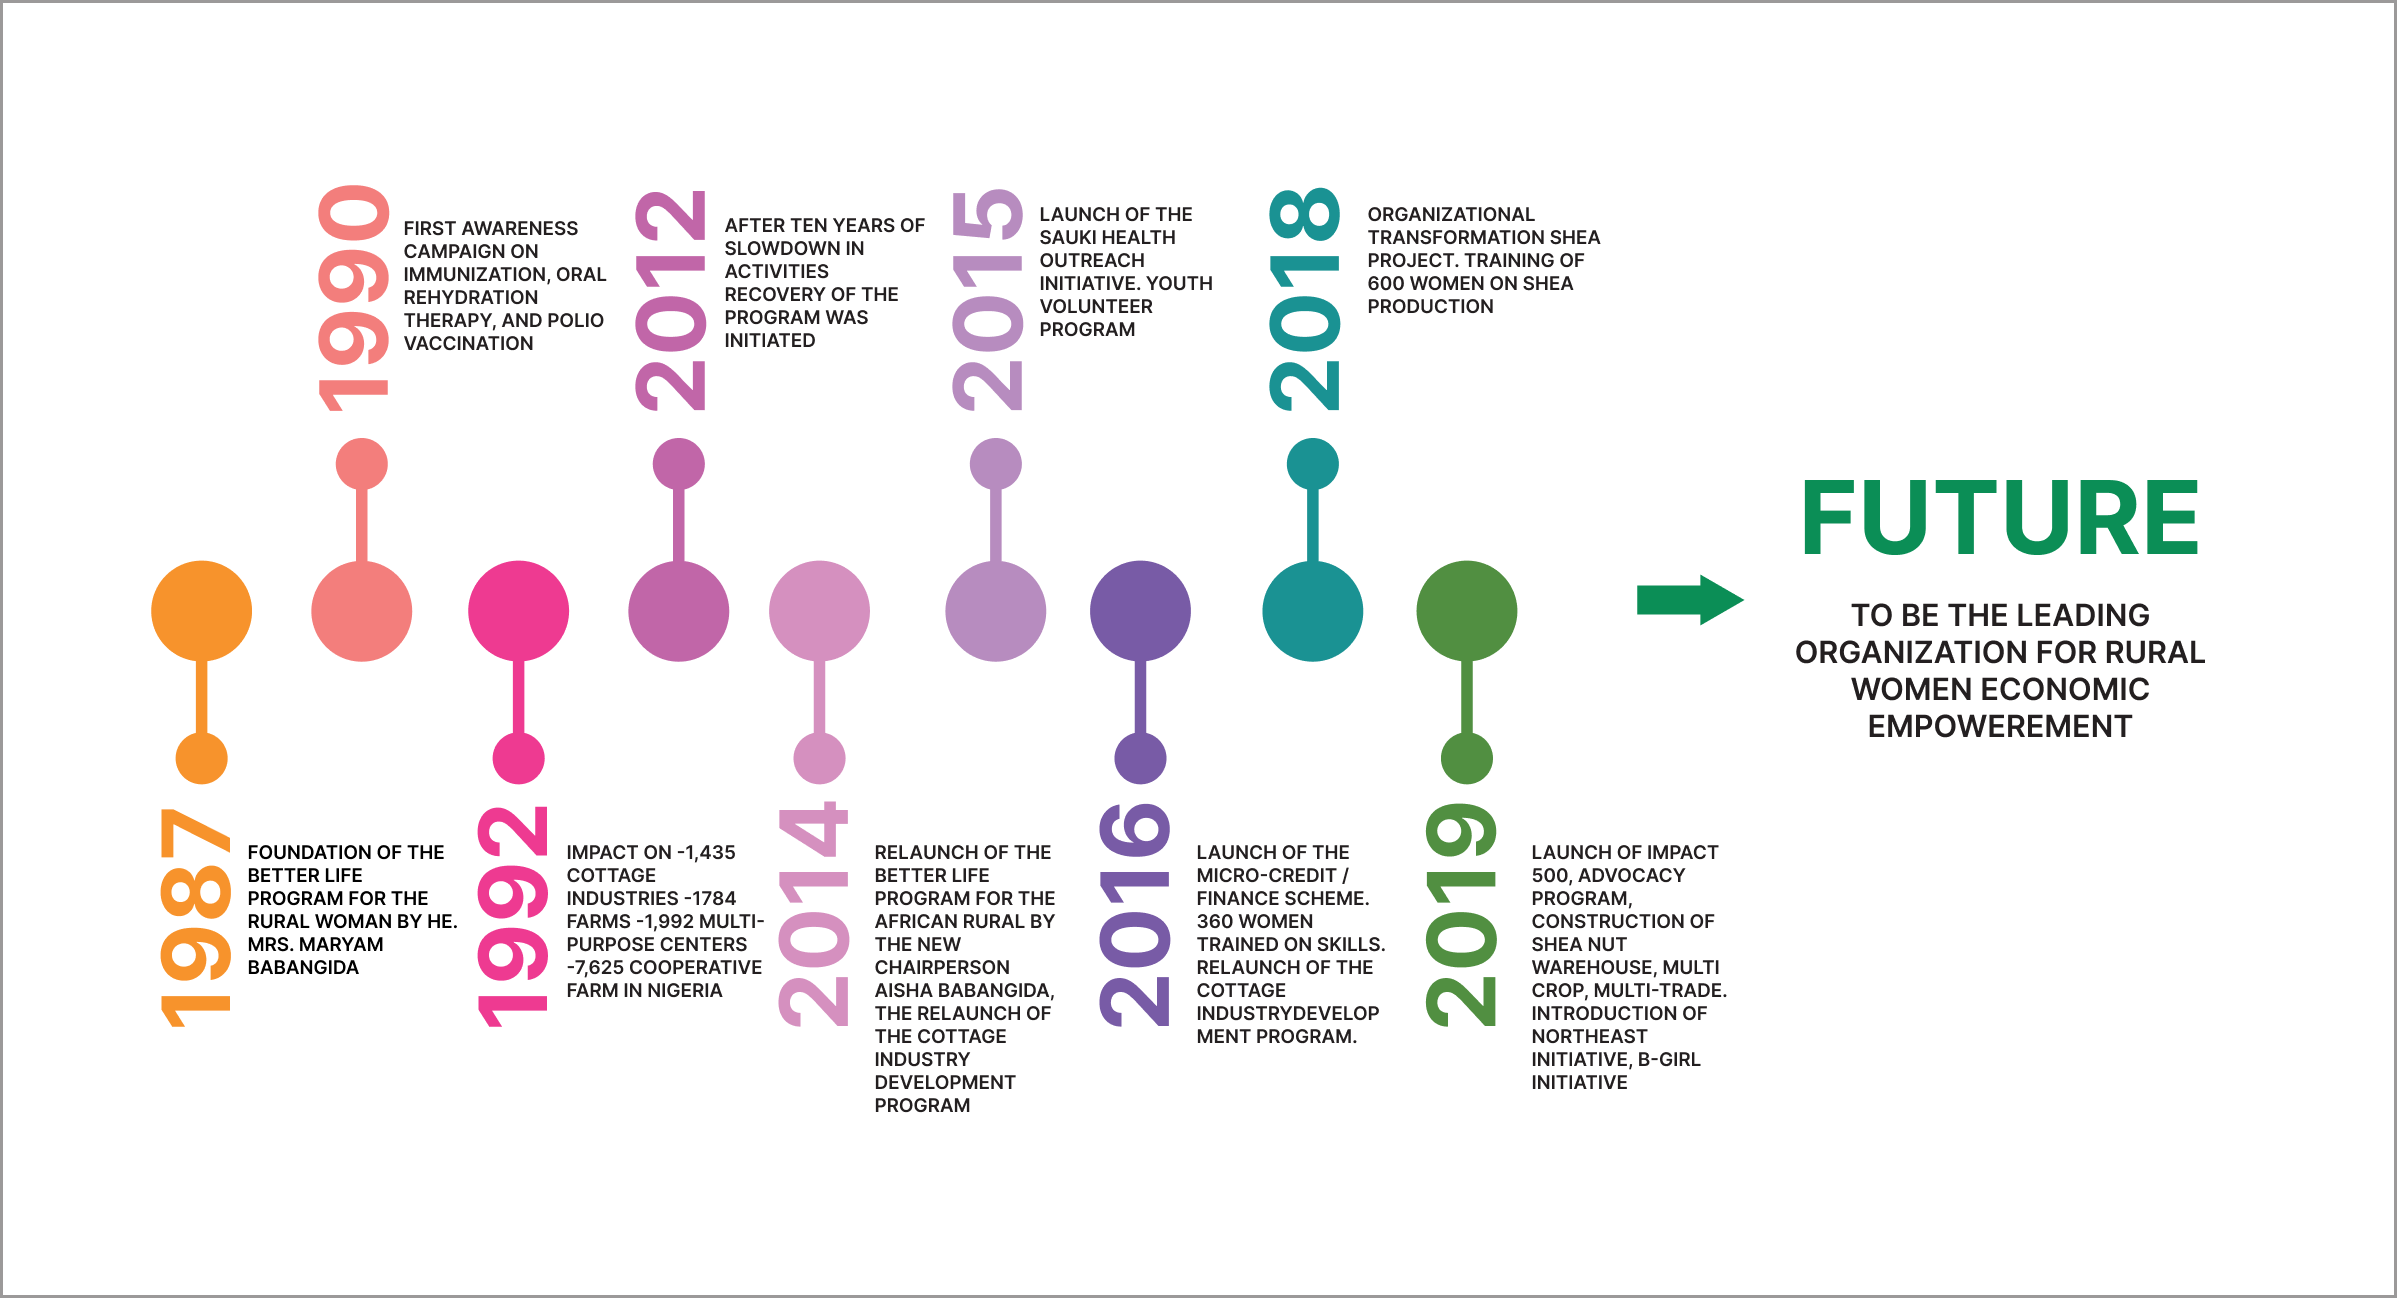 1990
FIRST AWARENESS
CAMPAIGN ON
IMMUNIZATION, ORAL
REHYDRATION
THERAPY, AND POLIO
VACCINATION
2012
AFTER TEN YEARS OF
SLOWDOWN IN
ACTIVITIES
RECOVERY OF THE
PROGRAM WAS
INITIATED
2015
LAUNCH OF THE
SAUKI HEALTH
OUTREACH
INITIATIVE. YOUTH
VOLUNTEER
PROGRAM
2018
ORGANIZATIONAL
TRANSFORMATION SHEA
PROJECT. TRAINING OF
600 WOMEN ON SHEA
PRODUCTION
FUTURE
TO BE THE LEADING
ORGANIZATION FOR RURAL
WOMEN ECONOMIC
EMPOWEREMENT
1987
FOUNDATION OF THE
BETTER LIFE
PROGRAM FOR THE
RURAL WOMAN BY HE.
MRS. MARYAM
BABANGIDA
1992
IMPACT ON -1,435
COTTAGE
INDUSTRIES -1784
FARMS -1,992 MULTI-
PURPOSE CENTERS
-7,625 COOPERATIVE
FARM IN NIGERIA
2014
RELAUNCH OF THE
BETTER LIFE
PROGRAM FOR THE
AFRICAN RURAL BY
THE NEW
CHAIRPERSON
AISHA BABANGIDA,
THE RELAUNCH OF
THE COTTAGE
INDUSTRY
DEVELOPMENT
PROGRAM
2016
LAUNCH OF THE
MICRO-CREDIT /
FINANCE SCHEME.
360 WOMEN
TRAINED ON SKILLS.
RELAUNCH OF THE
COTTAGE
INDUSTRYDEVELOP
MENT PROGRAM.
2019
LAUNCH OF IMPACT
500, ADVOCACY
PROGRAM,
CONSTRUCTION OF
SHEA NUT
WAREHOUSE, MULTI
CROP, MULTI-TRADE.
INTRODUCTION OF
NORTHEAST
INITIATIVE, B-GIRL
INITIATIVE